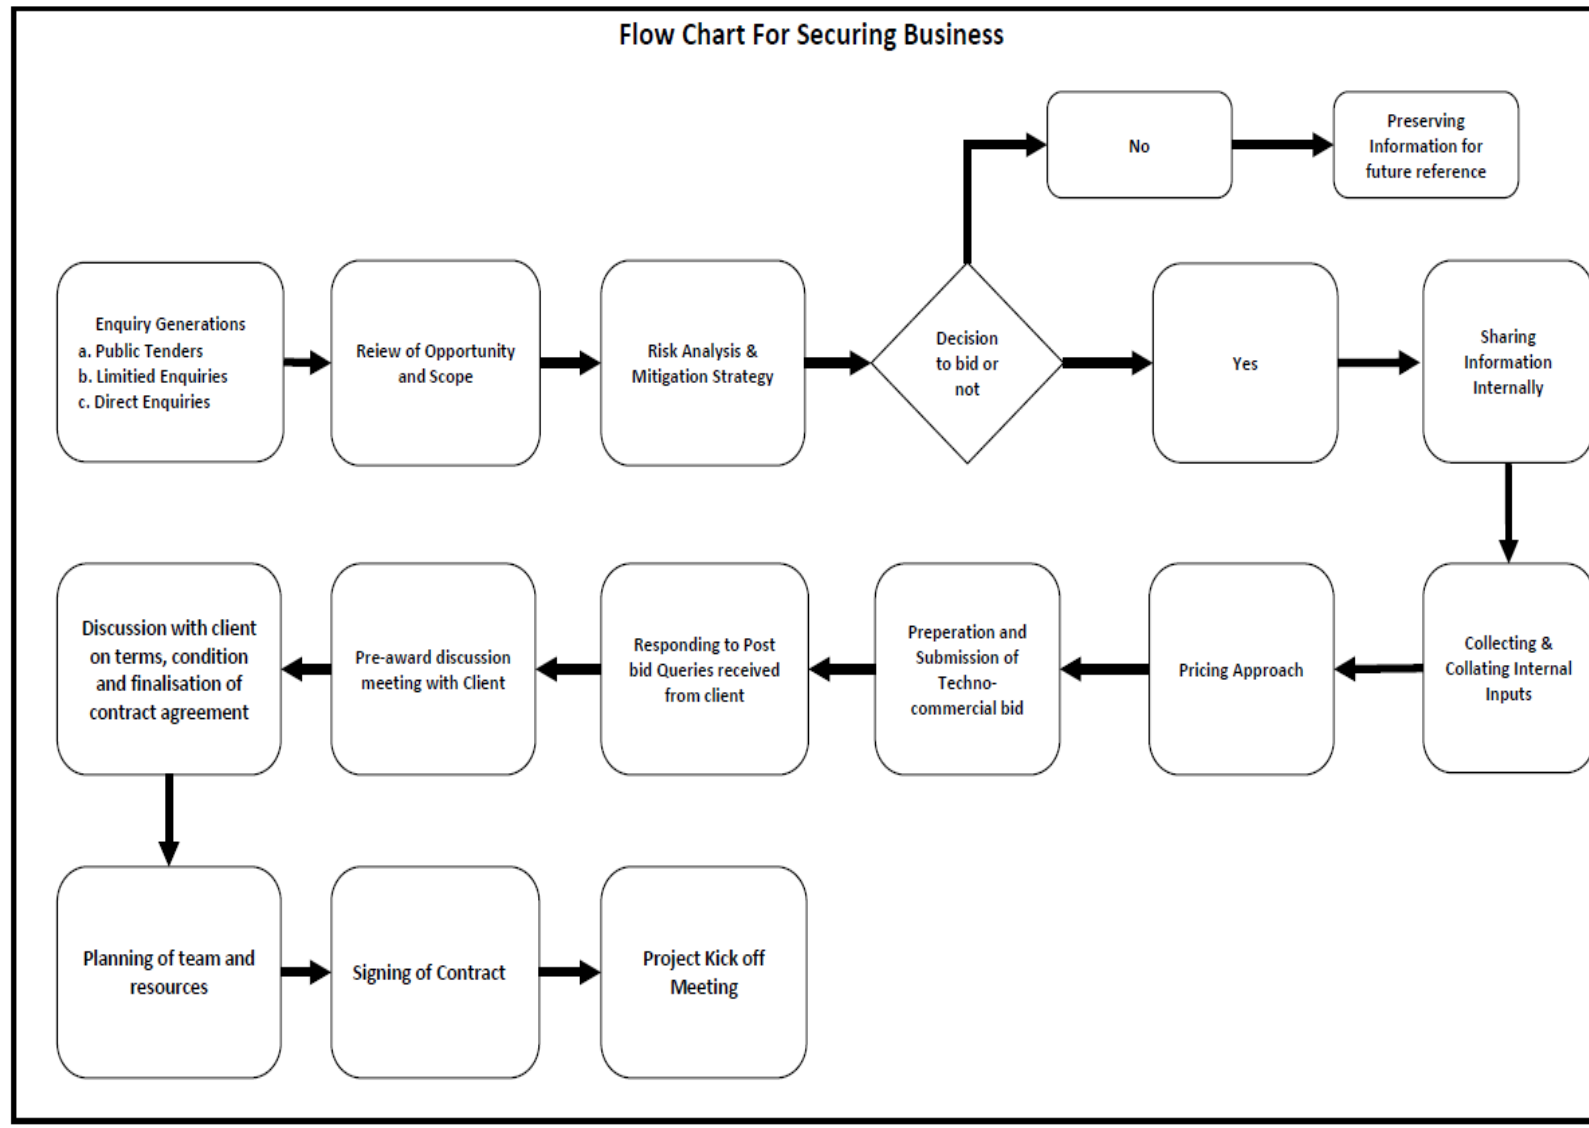 Flow Chart For Securing Business
No
Preserving
Information for
future reference
Enquiry Generations
a. Public Tenders
b. Limitied Enquiries
c. Direct Enquiries
Reiew of Opportunity
and Scope
Risk Analysis &
Mitigation Strategy
Decision
to bid or
not
Yes
Sharing
Information
Internally
Collecting &
Collating Internal
Inputs
Pricing Approach
Preperation and
Submission of
Techno-
commercial bid
Responding to Post
bid Queries received
from client
Pre-award discussion
meeting with Client
Discussion with client
on terms, condition
and finalisation of
contract agreement
Planning of team and
resources
Signing of Contract
Project Kick off
Meeting